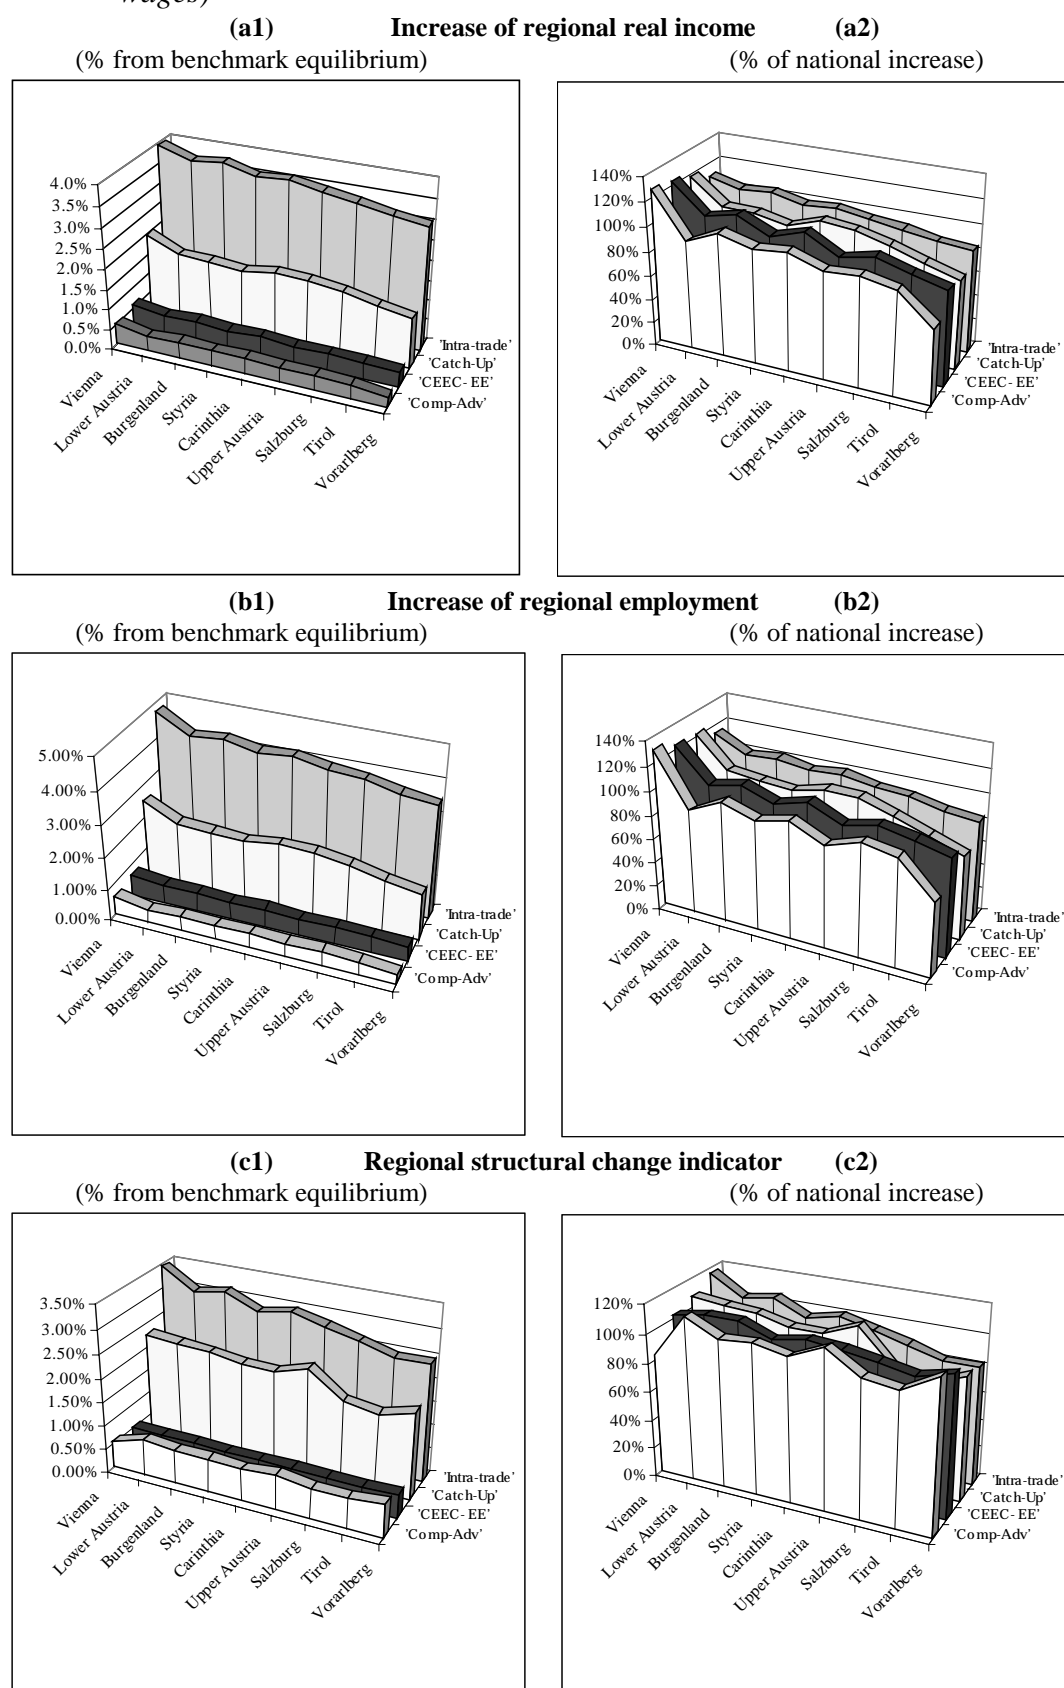 wages)
(a1) Increase of regional real income (a2)
(% from benchmark equilibrium) (% of national increase)
4.0%
3.5%
3.0%
2.5%
2.0%
1.5%
1.0%
0.5%
0.0%
Vienna
Lower Austria
Burgenland
Styria
Carinthia
Upper Austria
Salzburg
Tirol
Vorarlberg
'Intra-trade'
'Catch-Up'
'CEEC-EE'
'Comp-Adv'
140%
120%
100%
80%
60%
40%
20%
0%
Vienna
Lower Austria
Burgenland
Styria
Carinthia
Upper Austria
Salzburg
Tirol
Vorarlberg
'Intra-trade'
'Catch-Up'
'CEEC-EE'
'Comp-Adv'
(b1) Increase of regional employment (b2)
(% from benchmark equilibrium) (% of national increase)
5.00%
4.00%
3.00%
2.00%
1.00%
0.00%
Vienna
Lower Austria
Burgenland
Styria
Carinthia
Upper Austria
Salzburg
Tirol
Vorarlberg
'Intra-trade'
'Catch-Up'
'CEEC-EE'
'Comp-Adv'
140%
120%
100%
80%
60%
40%
20%
0%
Vienna
Lower Austria
Burgenland
Styria
Carinthia
Upper Austria
Salzburg
Tirol
Vorarlberg
'Intra-trade'
'Catch-Up'
'CEEC-EE'
'Comp-Adv'
(c1) Regional structural change indicator (c2)
(% from benchmark equilibrium) (% of national increase)
3.50%
3.00%
2.50%
2.00%
1.50%
1.00%
0.50%
0.00%
Vienna
Lower Austria
Burgenland
Styria
Carinthia
Upper Austria
Salzburg
Tirol
Vorarlberg
'Intra-trade'
'Catch-Up'
'CEEC-EE'
'Comp-Adv'
120%
100%
80%
60%
40%
20%
0%
Vienna
Lower Austria
Burgenland
Styria
Carinthia
Upper Austria
Salzburg
Tirol
Vorarlberg
'Intra-trade'
'Catch-Up'
'CEEC-EE'
'Comp-Adv'